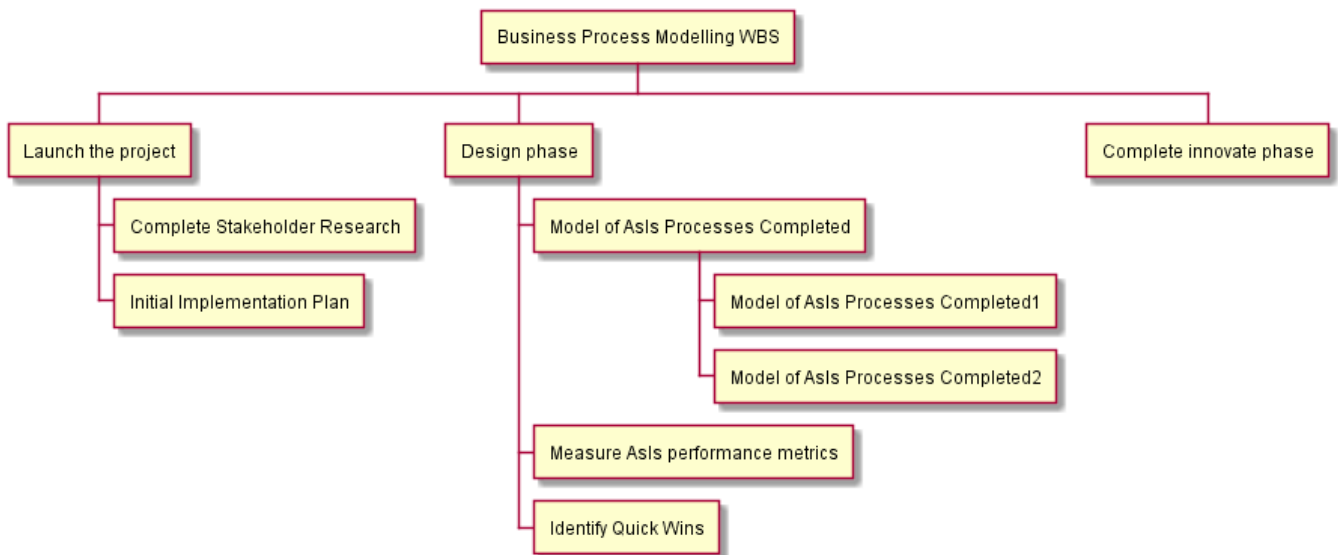 Business Process Modelling WBS
Launch the project
Design phase
Complete innovate phase
Complete Stakeholder Research
Model of AsIs Processes Completed
Initial Implementation Plan
Model of AsIs Processes Completed1
Model of AsIs Processes Completed2
Measure AsIs performance metrics
Identify Quick Wins